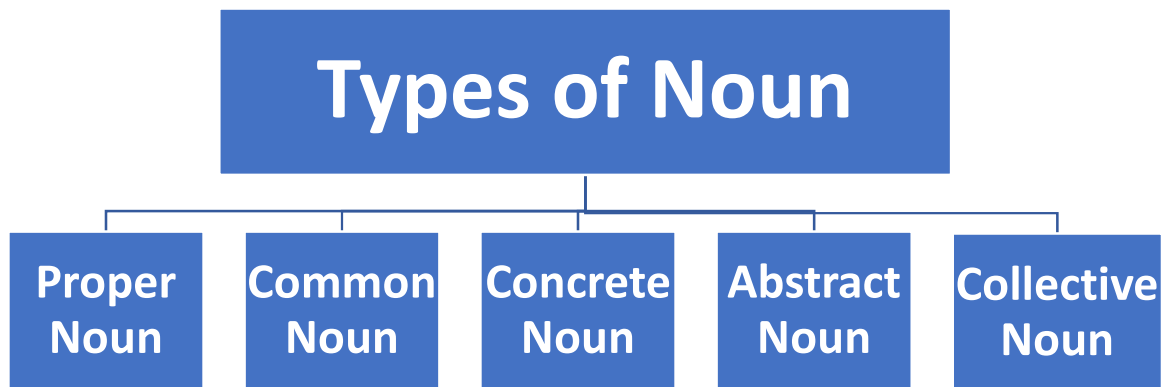 Types of Noun
Proper
Noun
Common
Noun
Concrete
Noun
Abstract
Noun
Collective
Noun